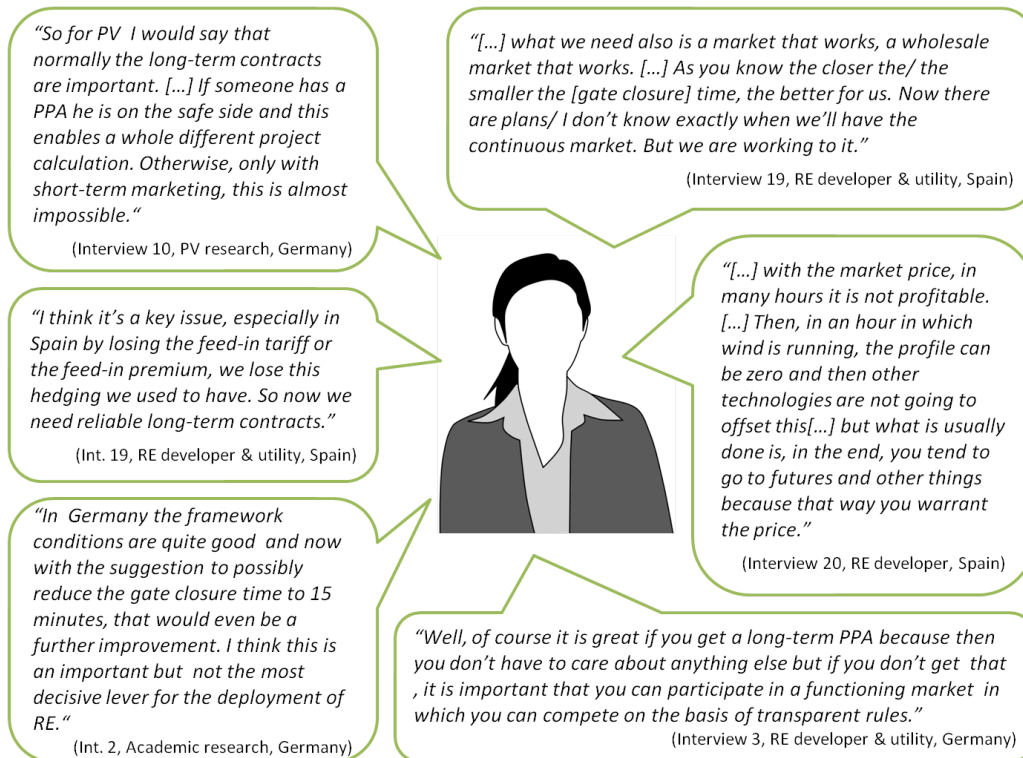 “So for PV I would say that
normally the long-term contracts
are important. […] If someone has a
PPA he is on the safe side and this
enables a whole different project
calculation. Otherwise, only with
short-term marketing, this is almost
impossible.“
(Interview 10, PV research, Germany)
“[…] what we need also is a market that works, a wholesale
market that works. […] As you know the closer the/ the
smaller the [gate closure] time, the better for us. Now there
are plans/ I don’t know exactly when we’ll have the
continuous market. But we are working to it.”
(Interview 19, RE developer & utility, Spain)
“I think it’s a key issue, especially in
Spain by losing the feed-in tariff or
the feed-in premium, we lose this
hedging we used to have. So now we
need reliable long-term contracts.”
(Int. 19, RE developer & utility, Spain)
“[…] with the market price, in
many hours it is not profitable.
[…] Then, in an hour in which
wind is running, the profile can
be zero and then other
technologies are not going to
offset this[…] but what is usually
done is, in the end, you tend to
go to futures and other things
because that way you warrant
the price.”
(Interview 20, RE developer, Spain)
“In Germany the framework
conditions are quite good and now
with the suggestion to possibly
reduce the gate closure time to 15
minutes, that would even be a
further improvement. I think this is
an important but not the most
decisive lever for the deployment of
RE.“
(Int. 2, Academic research, Germany)
“Well, of course it is great if you get a long-term PPA because then
you don’t have to care about anything else but if you don’t get that
, it is important that you can participate in a functioning market in
which you can compete on the basis of transparent rules.”
(Interview 3, RE developer & utility, Germany)